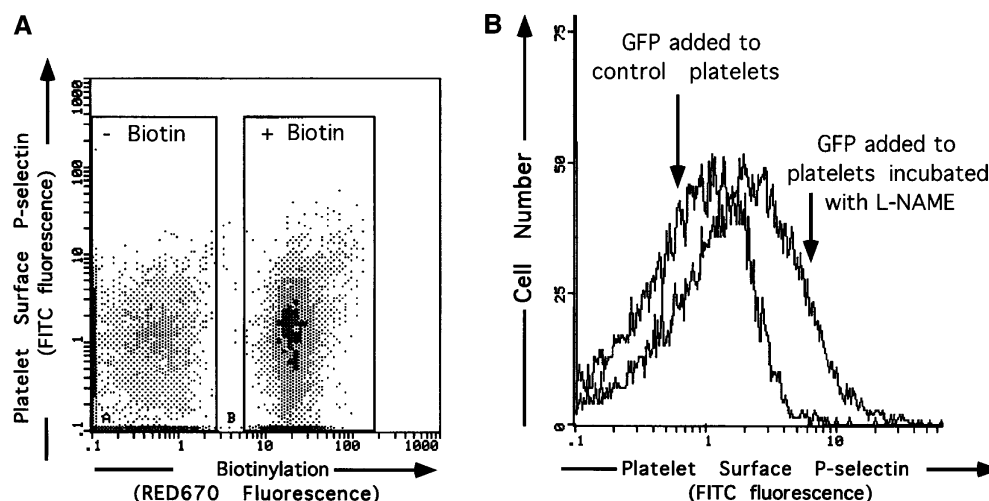 A
Platelet Surface P-selectin
(FITC fluorescence)
1000
100
10
1
.1
- Biotin
+ Biotin
A
B
.1
1
10
100
1000
Biotinylation
(RED670 Fluorescence)
B
Cell Number
75
50
25
0
GFP added to
control platelets
GFP added to
platelets incubated
with L-NAME
.1
1
10
Platelet Surface P-selectin
(FITC fluorescence)